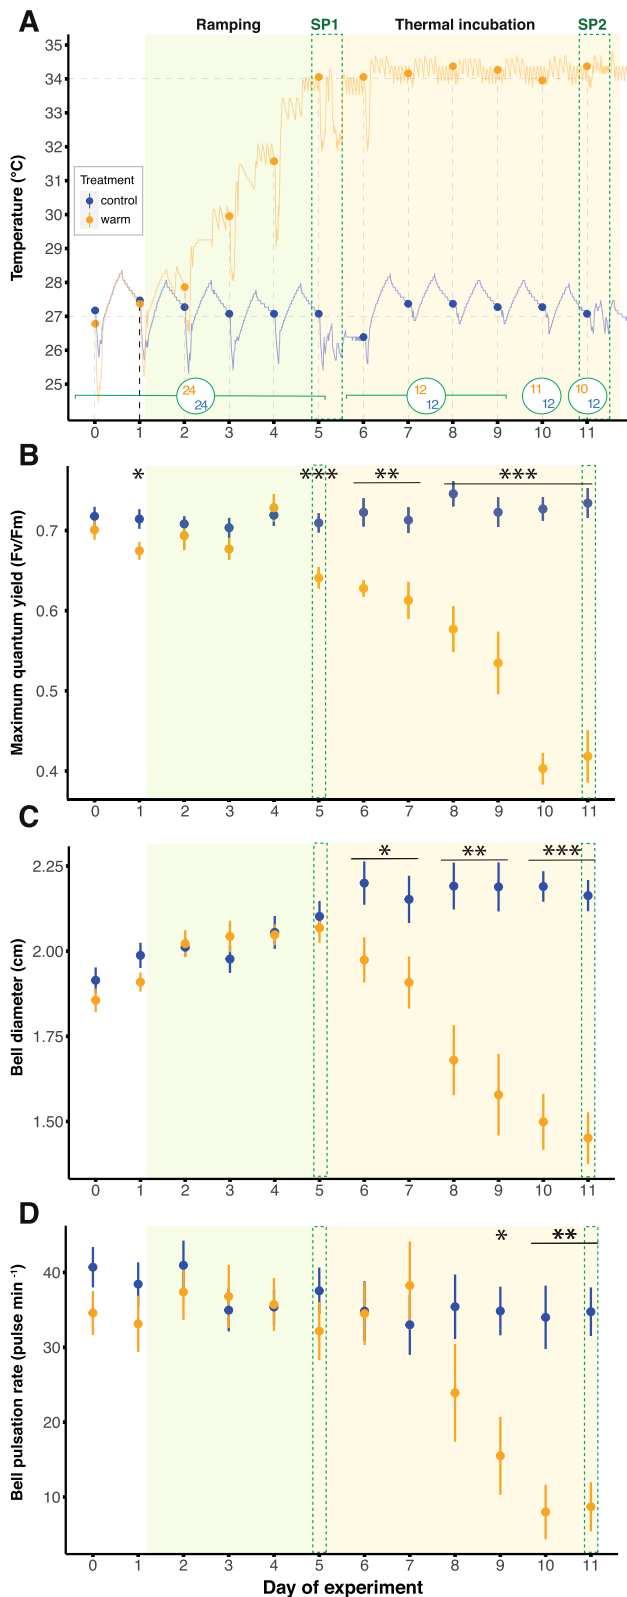 A
Ramping SP1 Thermal incubation SP2
Temperature (°C)
35
34
33
32
31
30
29
28
27
26
25
Treatment
control
warm
24
24
12
12
11
12
10
12
0 1 2 3 4 5 6 7 8 9 10 11
B
Maximum quantum yield (Fv/Fm)
* *** ** ***
0.7
0.6
0.5
0.4
0 1 2 3 4 5 6 7 8 9 10 11
C
Bell diameter (cm)
* ** ***
2.25
2.00
1.75
1.50
0 1 2 3 4 5 6 7 8 9 10 11
D
Bell pulsation rate (pulse min ⁻¹)
* **
40
30
20
10
0 1 2 3 4 5 6 7 8 9 10 11
Day of experiment